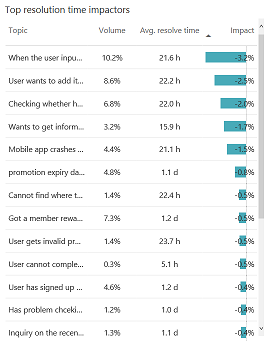 Top resolution time impactors
Topic Volume Avg. resolve time Impact
When the user inpu... 10.2% 21.6 h -3.2%
User wants to add it... 8.6% 22.2 h -2.5%
Checking whether h... 6.8% 22.0 h -2.0%
Wants to get inform... 3.2% 15.9 h -1.7%
Mobile app crashes ... 4.4% 21.1 h -1.5%
promotion expiry da... 4.8% 1.1 d -0.8%
Cannot find where t... 1.4% 22.4 h -0.5%
Got a member rewa... 7.3% 1.2 d -0.5%
User gets invalid pr... 1.4% 23.7 h -0.5%
User cannot comple... 0.3% 5.1 h -0.5%
User has signed up ... 4.6% 1.2 d -0.4%
Has problem chceki... 1.2% 1.0 d -0.4%
Inquiry on the recen... 1.3% 1.1 d -0.4%